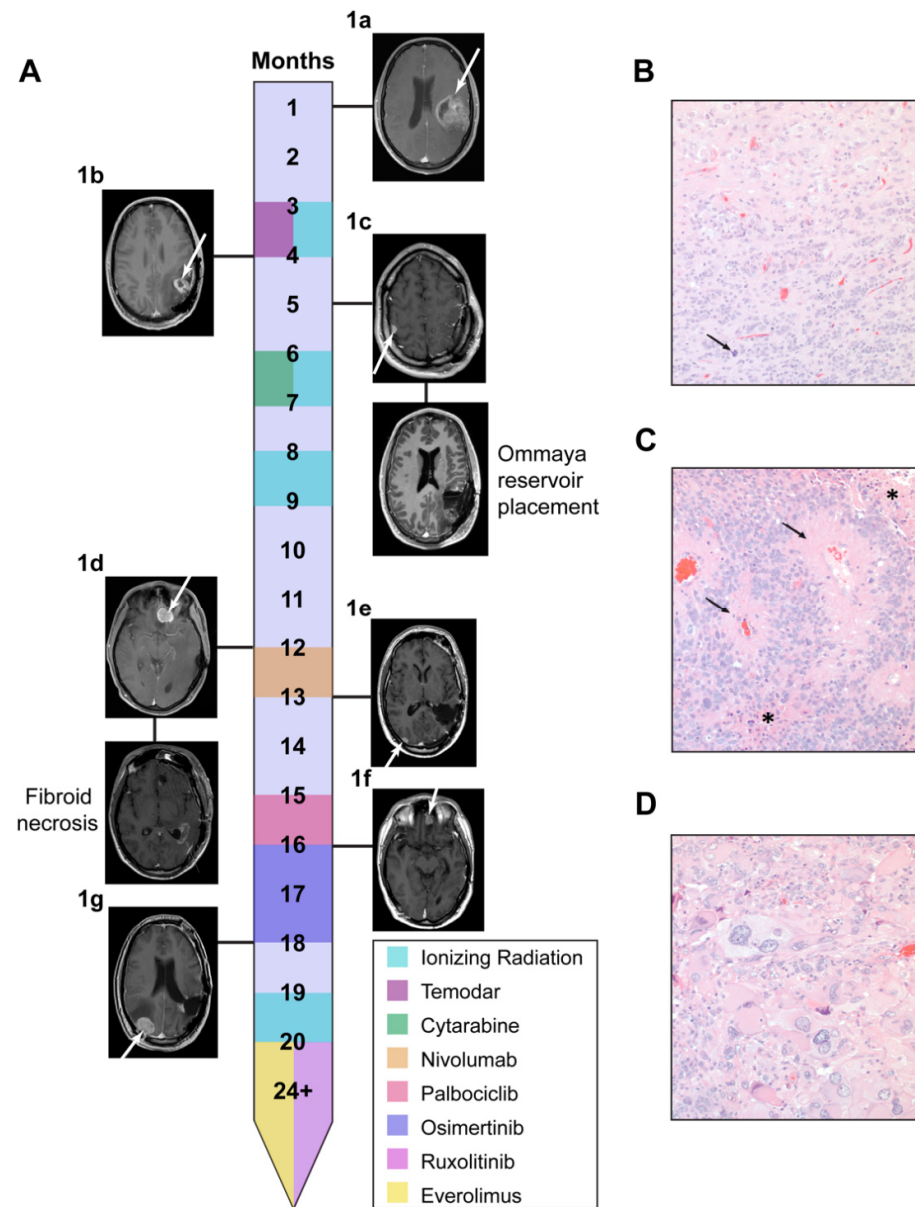 A
Months
1a
1
2
3
4
5
6
7
8
9
10
11
12
13
14
15
16
17
18
19
20
24+
1b
1c
Ommaya
reservoir
placement
1d
Fibroid
necrosis
1e
1f
1g
Ionizing Radiation
Temodar
Cytarabine
Nivolumab
Palbociclib
Osimertinib
Ruxolitinib
Everolimus
B
C
*
*
D